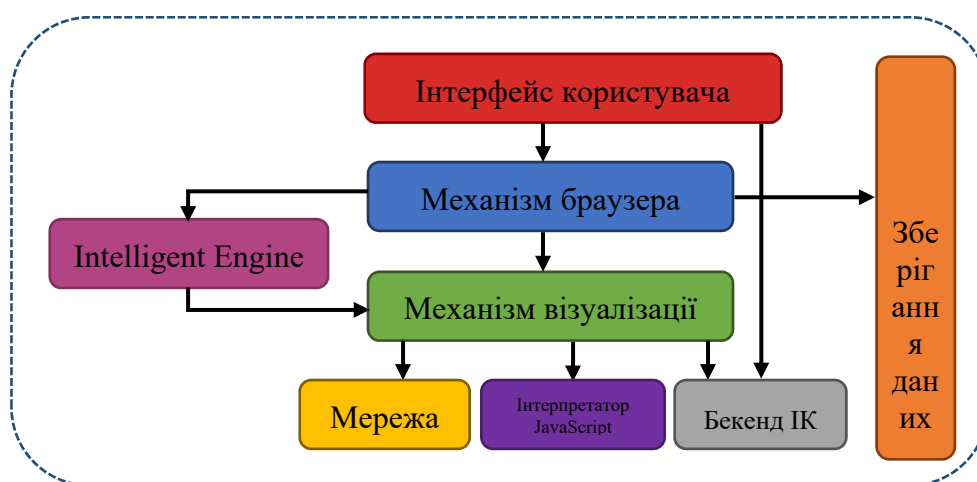 Інтерфейс користувача
Механізм браузера
Intelligent Engine
Механізм візуалізації
Мережа
Інтерпретатор
JavaScript
Бекенд ІК
Збе
ріг
анн
я
дан
их